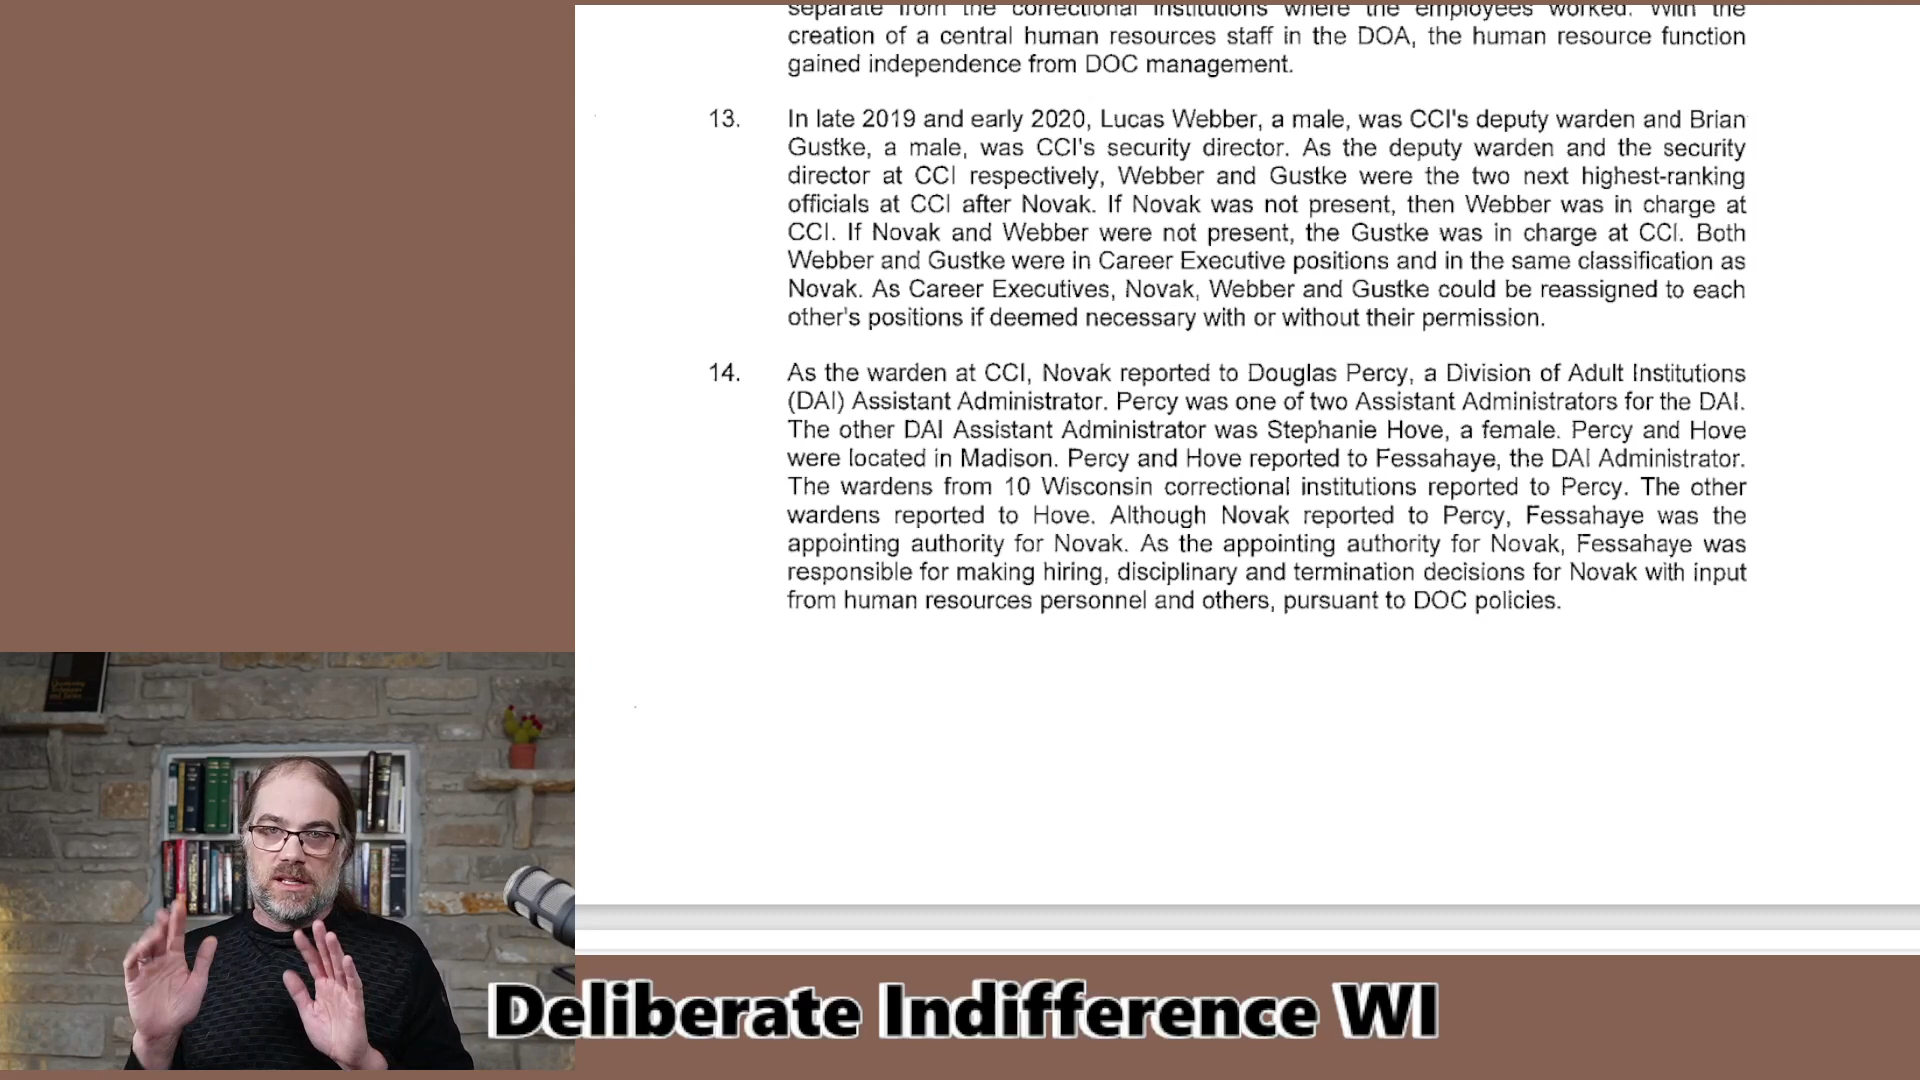 separate from the correctional institutions where the employees worked. With the
creation of a central human resources staff in the DOA, the human resource function
gained independence from DOC management.
13. In late 2019 and early 2020, Lucas Webber, a male, was CCI's deputy warden and Brian
Gustke, a male, was CCI's security director. As the deputy warden and the security
director at CCI respectively, Webber and Gustke were the two next highest-ranking
officials at CCI after Novak. If Novak was not present, then Webber was in charge at
CCI. If Novak and Webber were not present, the Gustke was in charge at CCI. Both
Webber and Gustke were in Career Executive positions and in the same classification as
Novak. As Career Executives, Novak, Webber and Gustke could be reassigned to each
other's positions if deemed necessary with or without their permission.
14. As the warden at CCI, Novak reported to Douglas Percy, a Division of Adult Institutions
(DAI) Assistant Administrator. Percy was one of two Assistant Administrators for the DAI.
The other DAI Assistant Administrator was Stephanie Hove, a female. Percy and Hove
were located in Madison. Percy and Hove reported to Fessahaye, the DAI Administrator.
The wardens from 10 Wisconsin correctional institutions reported to Percy. The other
wardens reported to Hove. Although Novak reported to Percy, Fessahaye was the
appointing authority for Novak. As the appointing authority for Novak, Fessahaye was
responsible for making hiring, disciplinary and termination decisions for Novak with input
from human resources personnel and others, pursuant to DOC policies.
Deliberate Indifference WI